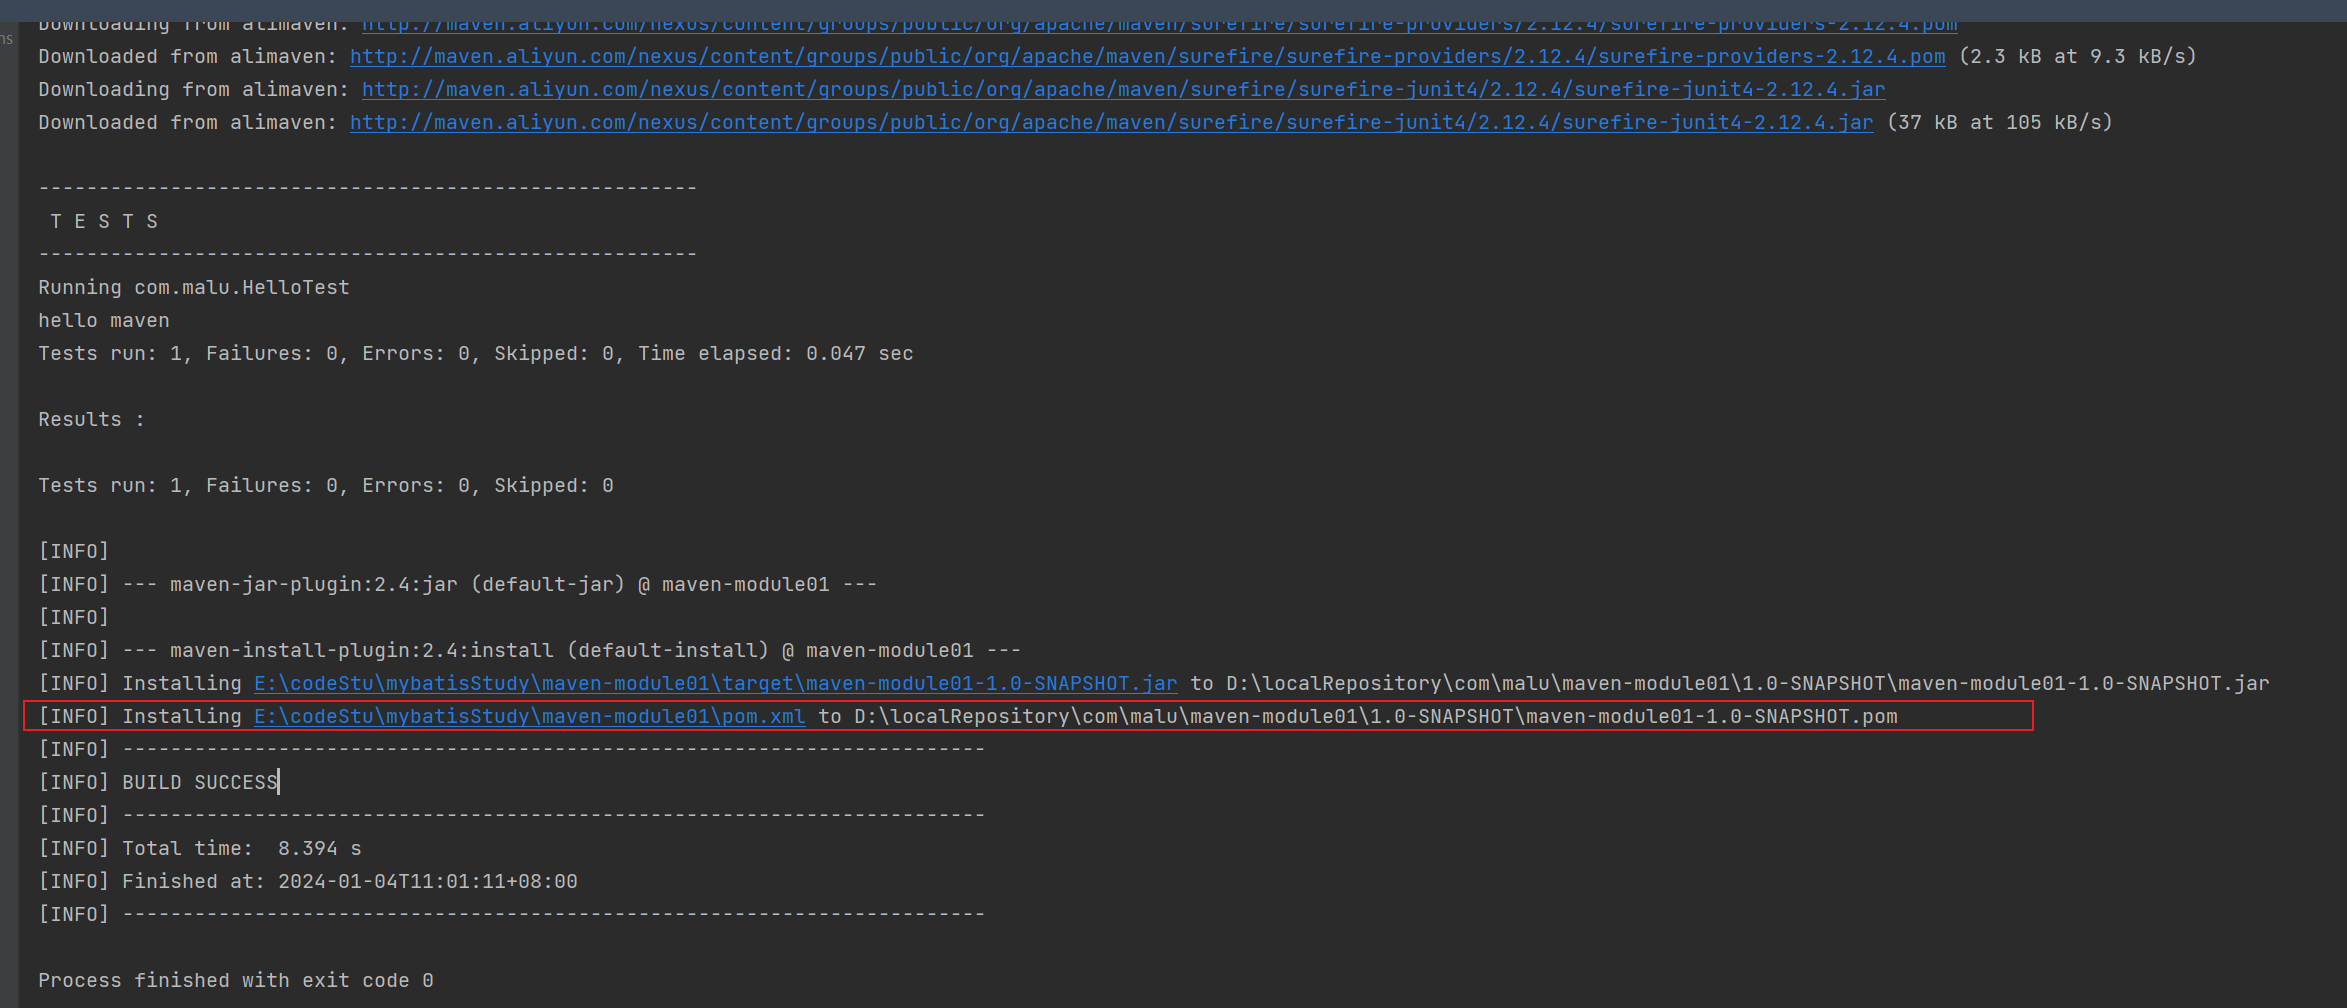 ns
Downloading from alimaven: http://maven.aliyun.com/nexus/content/groups/public/org/apache/maven/surefire/surefire-providers/2.12.4/surefire-providers-2.12.4.pom
Downloaded from alimaven: http://maven.aliyun.com/nexus/content/groups/public/org/apache/maven/surefire/surefire-providers/2.12.4/surefire-providers-2.12.4.pom (2.3 kB at 9.3 kB/s)
Downloading from alimaven: http://maven.aliyun.com/nexus/content/groups/public/org/apache/maven/surefire/surefire-junit4/2.12.4/surefire-junit4-2.12.4.jar
Downloaded from alimaven: http://maven.aliyun.com/nexus/content/groups/public/org/apache/maven/surefire/surefire-junit4/2.12.4/surefire-junit4-2.12.4.jar (37 kB at 105 kB/s)
-------------------------------------------------------
 T E S T S
-------------------------------------------------------
Running com.malu.HelloTest
hello maven
Tests run: 1, Failures: 0, Errors: 0, Skipped: 0, Time elapsed: 0.047 sec
Results :
Tests run: 1, Failures: 0, Errors: 0, Skipped: 0
[INFO]
[INFO] --- maven-jar-plugin:2.4:jar (default-jar) @ maven-module01 ---
[INFO]
[INFO] --- maven-install-plugin:2.4:install (default-install) @ maven-module01 ---
[INFO] Installing E:\codeStu\mybatisStudy\maven-module01\target\maven-module01-1.0-SNAPSHOT.jar to D:\localRepository\com\malu\maven-module01\1.0-SNAPSHOT\maven-module01-1.0-SNAPSHOT.jar
[INFO] Installing E:\codeStu\mybatisStudy\maven-module01\pom.xml to D:\localRepository\com\malu\maven-module01\1.0-SNAPSHOT\maven-module01-1.0-SNAPSHOT.pom
[INFO] ------------------------------------------------------------------------
[INFO] BUILD SUCCESS
[INFO] ------------------------------------------------------------------------
[INFO] Total time:  8.394 s
[INFO] Finished at: 2024-01-04T11:01:11+08:00
[INFO] ------------------------------------------------------------------------
Process finished with exit code 0